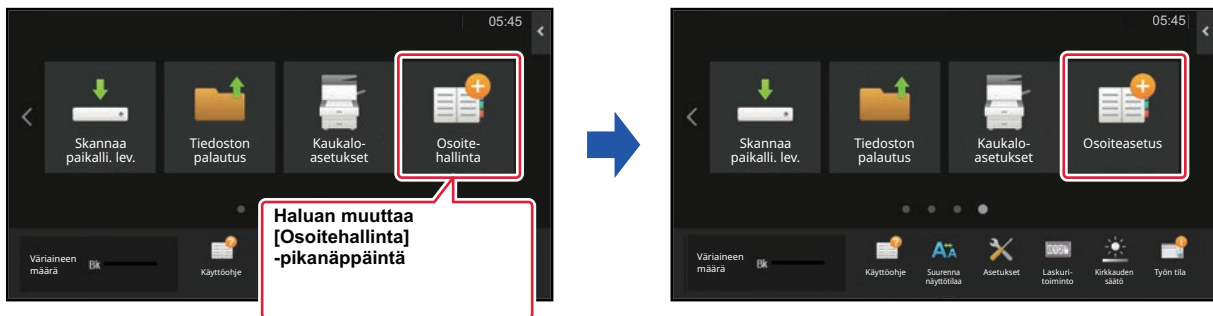 05:45
Skannaa
paikalli. lev.
Tiedoston
palautus
Kaukalo-
asetukset
Osoite-
hallinta
Haluan muuttaa
[Osoitehallinta]
-pikanäppäintä
Väriaineen
määrä
Bk
Käyttöohje
05:45
Skannaa
paikalli. lev.
Tiedoston
palautus
Kaukalo-
asetukset
Osoiteasetus
Väriaineen
määrä
Bk
Käyttöohje
Suurenna
näyttötilaa
Asetukset
Laskuri-
toiminto
Kirkkauden
säätö
Työn tila